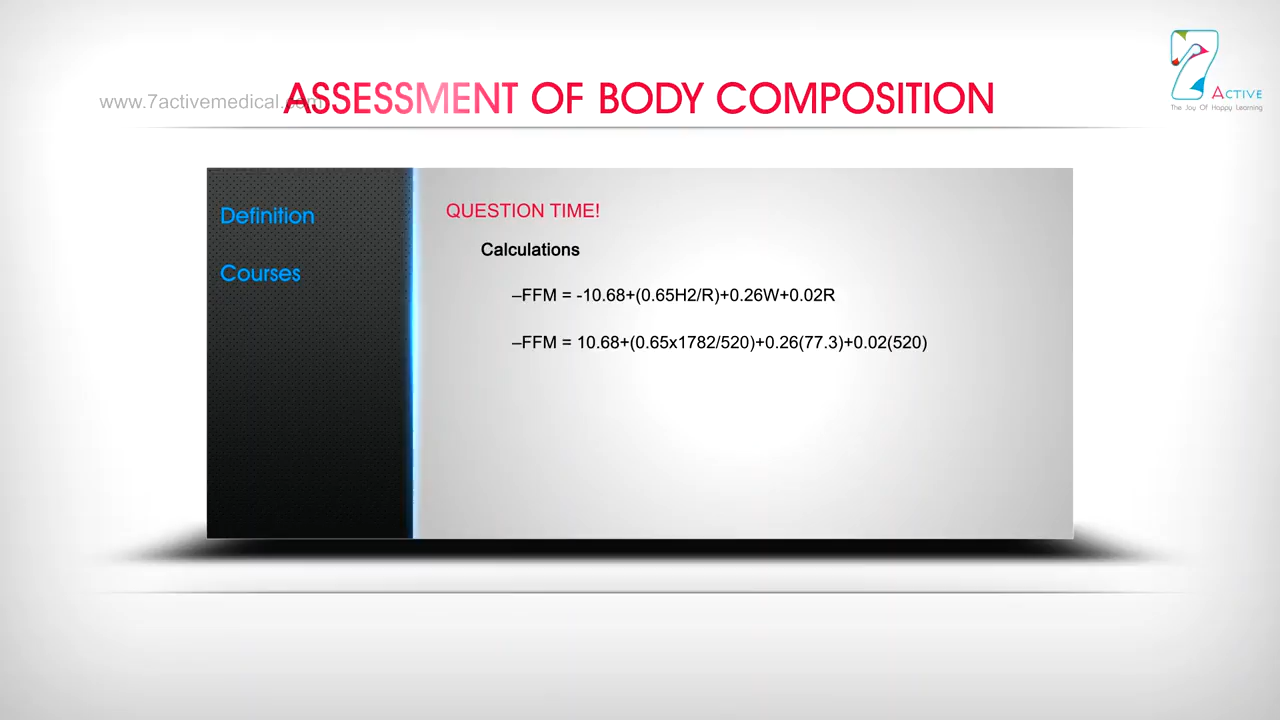 www.7activemedical.com
ASSESSMENT OF BODY COMPOSITION
7 ACTIVE
The Joy Of Happy Learning
Definition
Courses
QUESTION TIME!
Calculations
–FFM = -10.68+(0.65H2/R)+0.26W+0.02R
–FFM = 10.68+(0.65x1782/520)+0.26(77.3)+0.02(520)